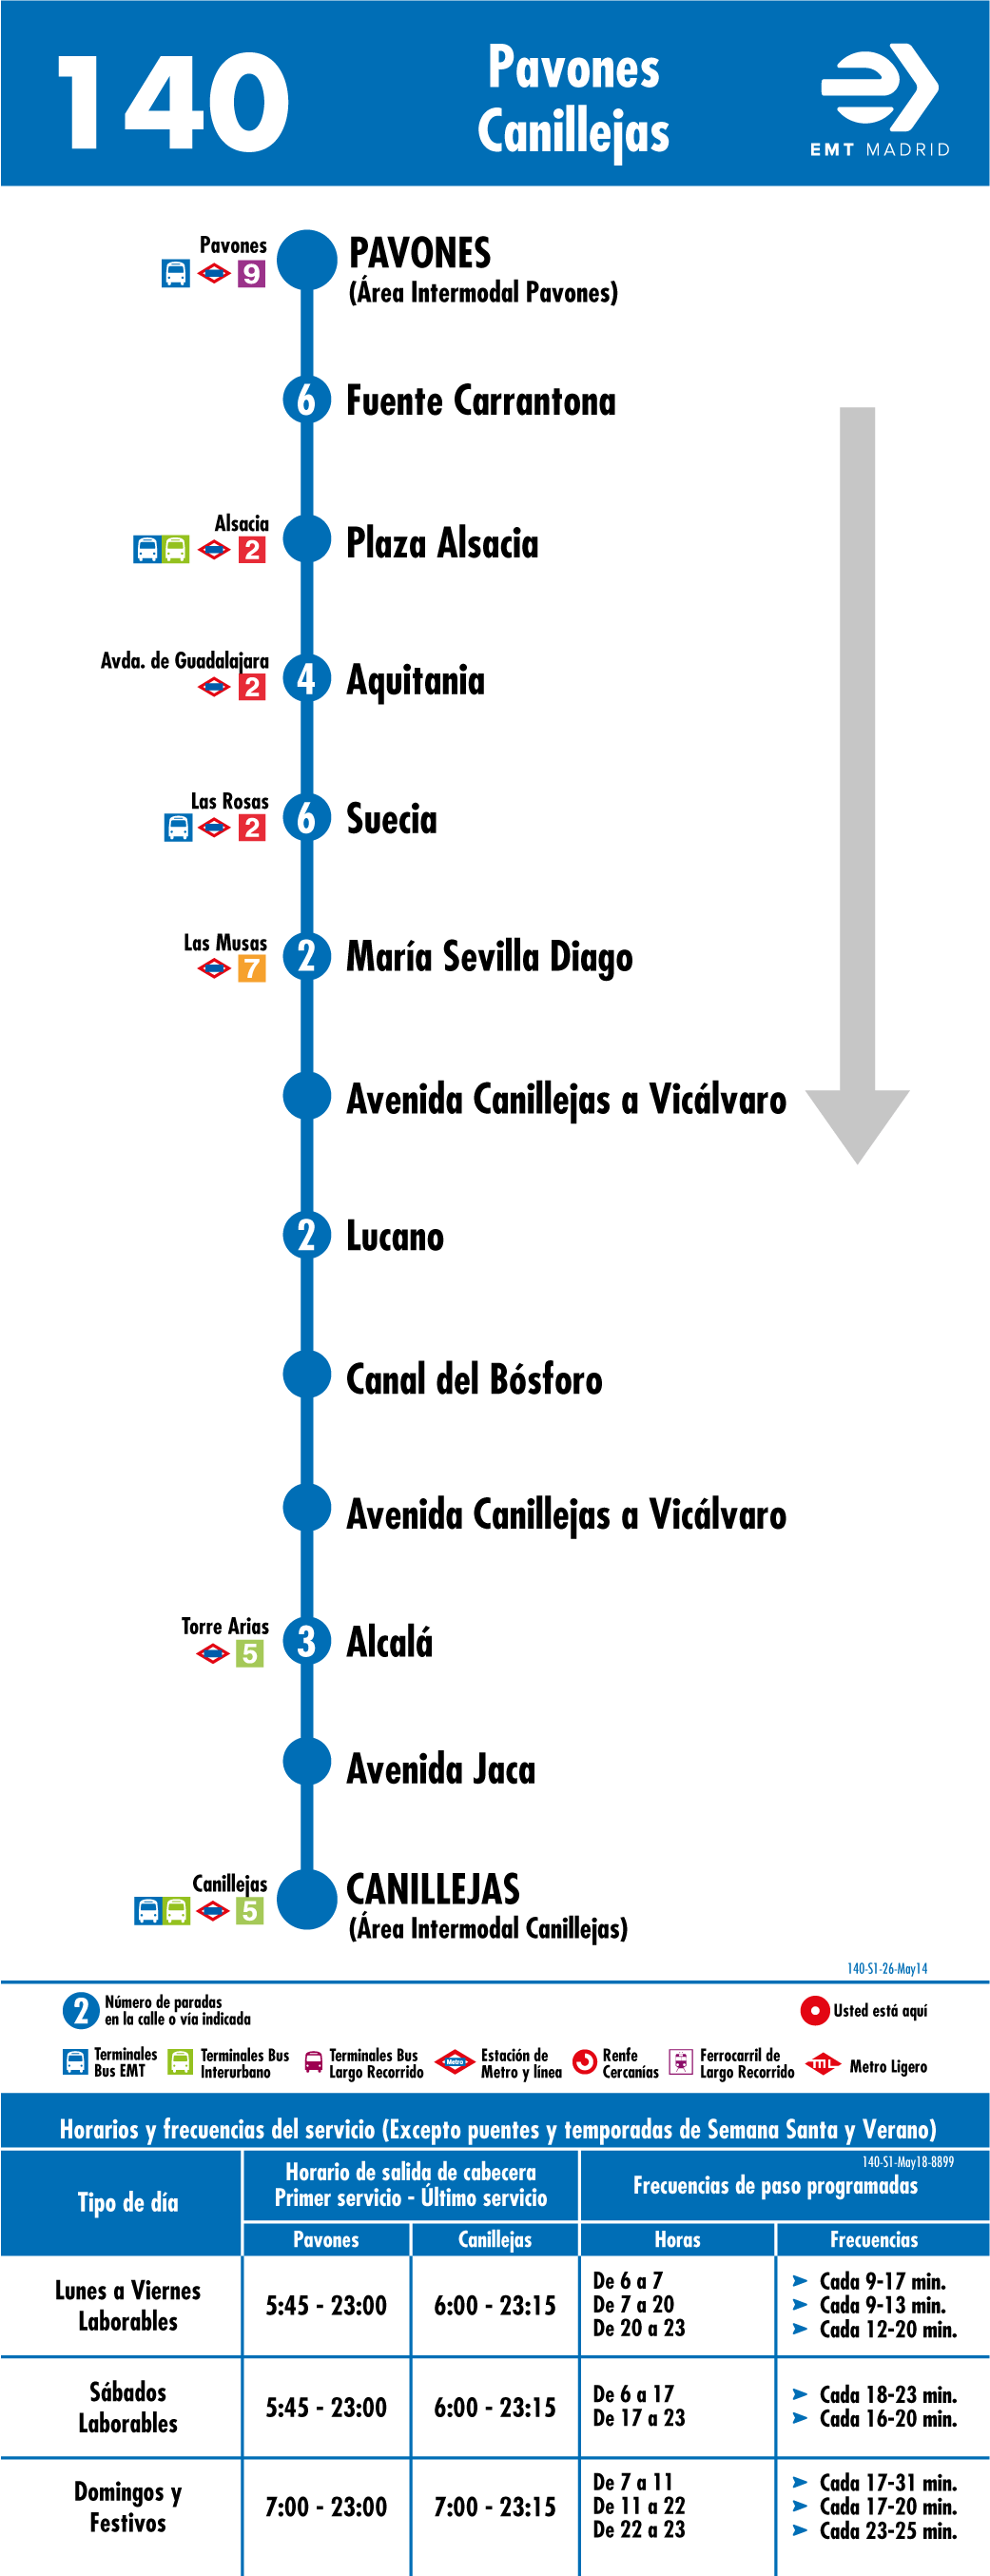 140
Pavones
Canillejas
EMT MADRID
Pavones
9
PAVONES
(Área Intermodal Pavones)
6
Fuente Carrantona
Alsacia
2
Plaza Alsacia
Avda. de Guadalajara
2
4
Aquitania
Las Rosas
2
6
Suecia
Las Musas
7
2
María Sevilla Diago
Avenida Canillejas a Vicálvaro
2
Lucano
Canal del Bósforo
Avenida Canillejas a Vicálvaro
Torre Arias
5
3
Alcalá
Avenida Jaca
Canillejas
5
CANILLEJAS
(Área Intermodal Canillejas)
140-S1-26-May14
2
Número de paradas
en la calle o vía indicada
Usted está aquí
Terminales
Bus EMT
Terminales Bus
Interurbano
Terminales Bus
Largo Recorrido
Metro
Estación de
Metro y línea
Renfe
Cercanías
Ferrocarril de
Largo Recorrido
ML
Metro Ligero
Horarios y frecuencias del servicio (Excepto puentes y temporadas de Semana Santa y Verano)
140-S1-May18-8899
Tipo de día
Horario de salida de cabecera
Primer servicio - Último servicio
Frecuencias de paso programadas
Pavones
Canillejas
Horas
Frecuencias
Lunes a Viernes
Laborables
5:45 - 23:00
6:00 - 23:15
De 6 a 7
Cada 9-17 min.
De 7 a 20
Cada 9-13 min.
De 20 a 23
Cada 12-20 min.
Sábados
Laborables
5:45 - 23:00
6:00 - 23:15
De 6 a 17
Cada 18-23 min.
De 17 a 23
Cada 16-20 min.
Domingos y
Festivos
7:00 - 23:00
7:00 - 23:15
De 7 a 11
Cada 17-31 min.
De 11 a 22
Cada 17-20 min.
De 22 a 23
Cada 23-25 min.